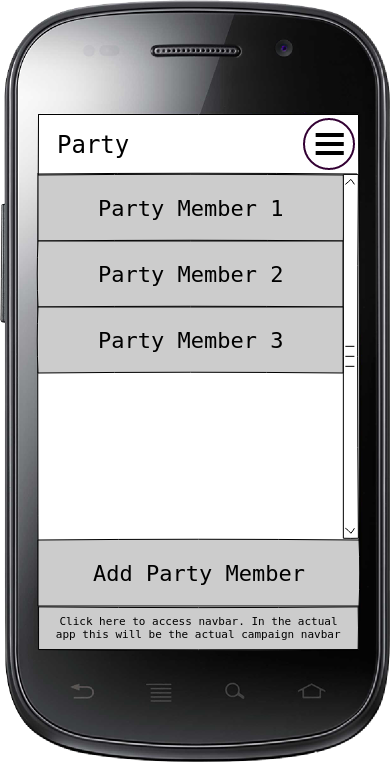 Party
Party Member 1
Party Member 2
Party Member 3
Add Party Member
Click here to access navbar. In the actual
app this will be the actual campaign navbar